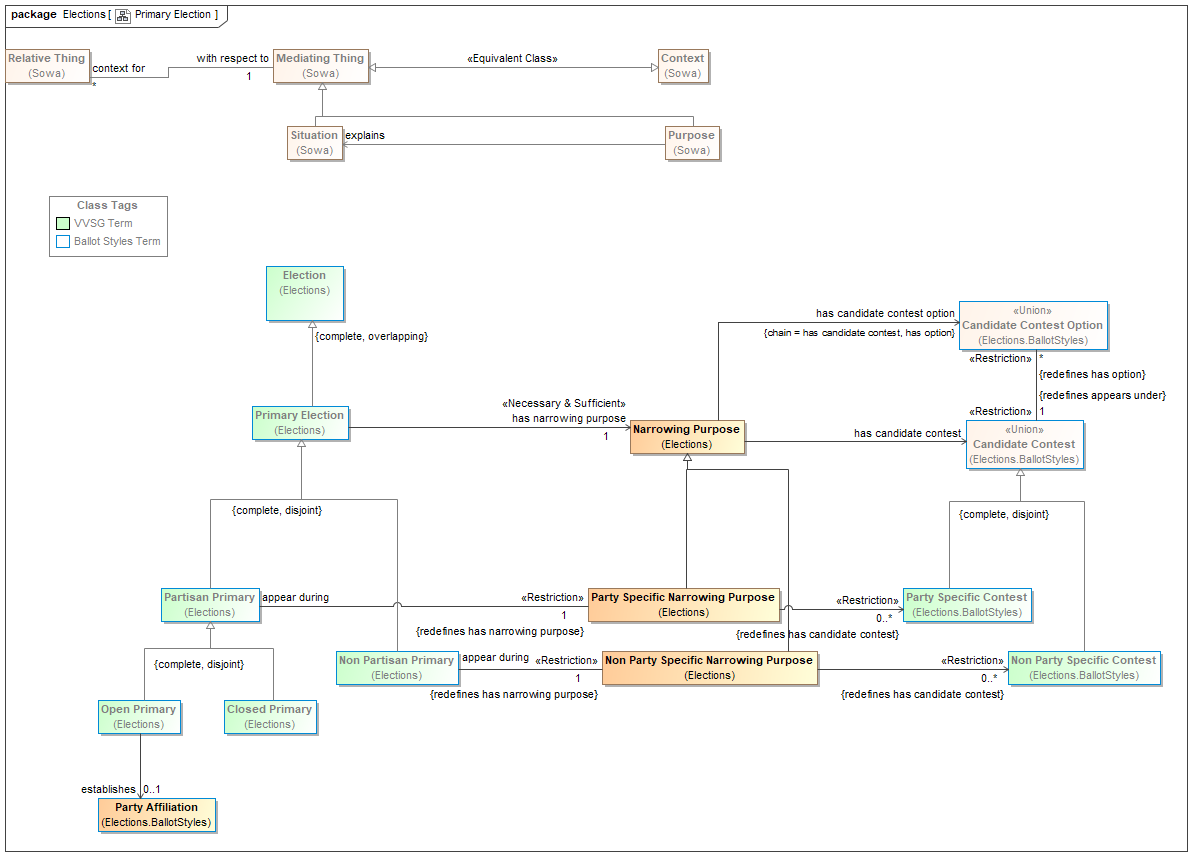 package Elections [ Primary Election ]
Relative Thing
(Sowa)
context for
*
with respect to
1
Mediating Thing
(Sowa)
«Equivalent Class»
Context
(Sowa)
Situation
(Sowa)
explains
Purpose
(Sowa)
Class Tags
VVSG Term
Ballot Styles Term
Election
(Elections)
{complete, overlapping}
has candidate contest option
{chain = has candidate contest, has option}
«Union»
Candidate Contest Option
(Elections.BallotStyles)
«Restriction»
*
{redefines has option}
{redefines appears under}
«Restriction»
1
Primary Election
(Elections)
«Necessary & Sufficient»
has narrowing purpose
1
Narrowing Purpose
(Elections)
has candidate contest
«Union»
Candidate Contest
(Elections.BallotStyles)
{complete, disjoint}
{complete, disjoint}
Partisan Primary
(Elections)
appear during
«Restriction»
1
{redefines has narrowing purpose}
Party Specific Narrowing Purpose
(Elections)
«Restriction»
0..*
{redefines has candidate contest}
Party Specific Contest
(Elections.BallotStyles)
{complete, disjoint}
Non Partisan Primary
(Elections)
appear during
«Restriction»
1
{redefines has narrowing purpose}
Non Party Specific Narrowing Purpose
(Elections)
«Restriction»
0..*
{redefines has candidate contest}
Non Party Specific Contest
(Elections.BallotStyles)
Open Primary
(Elections)
Closed Primary
(Elections)
establishes
0..1
Party Affiliation
(Elections.BallotStyles)